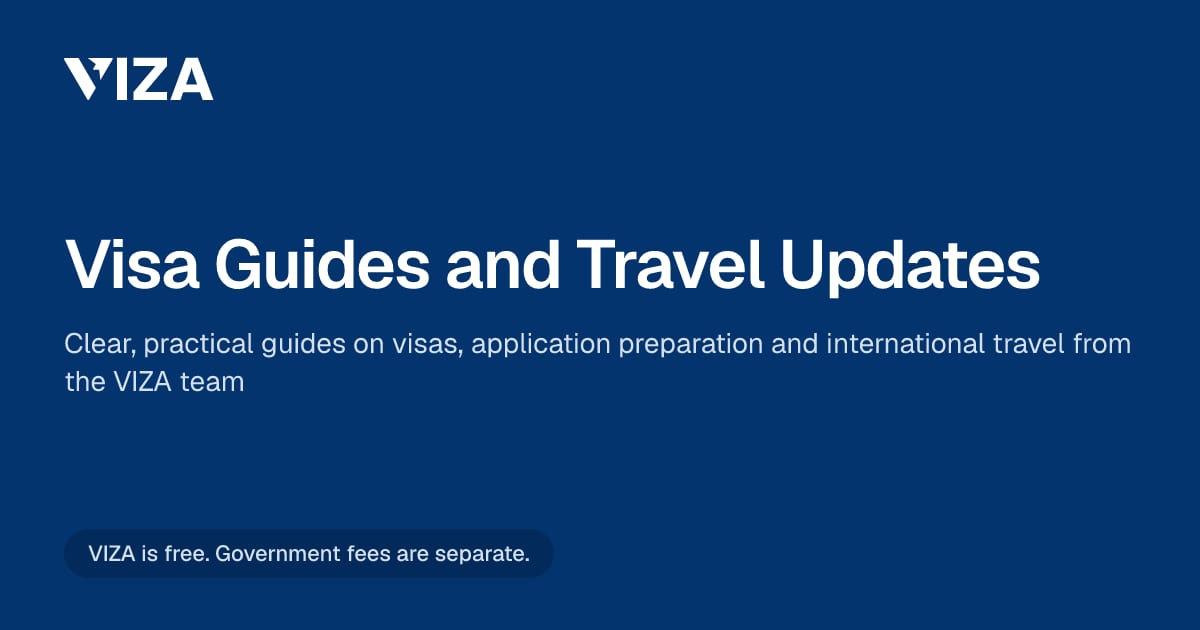 VIZA
Visa Guides and Travel Updates
Clear, practical guides on visas, application preparation and international travel from
the VIZA team
VIZA is free. Government fees are separate.